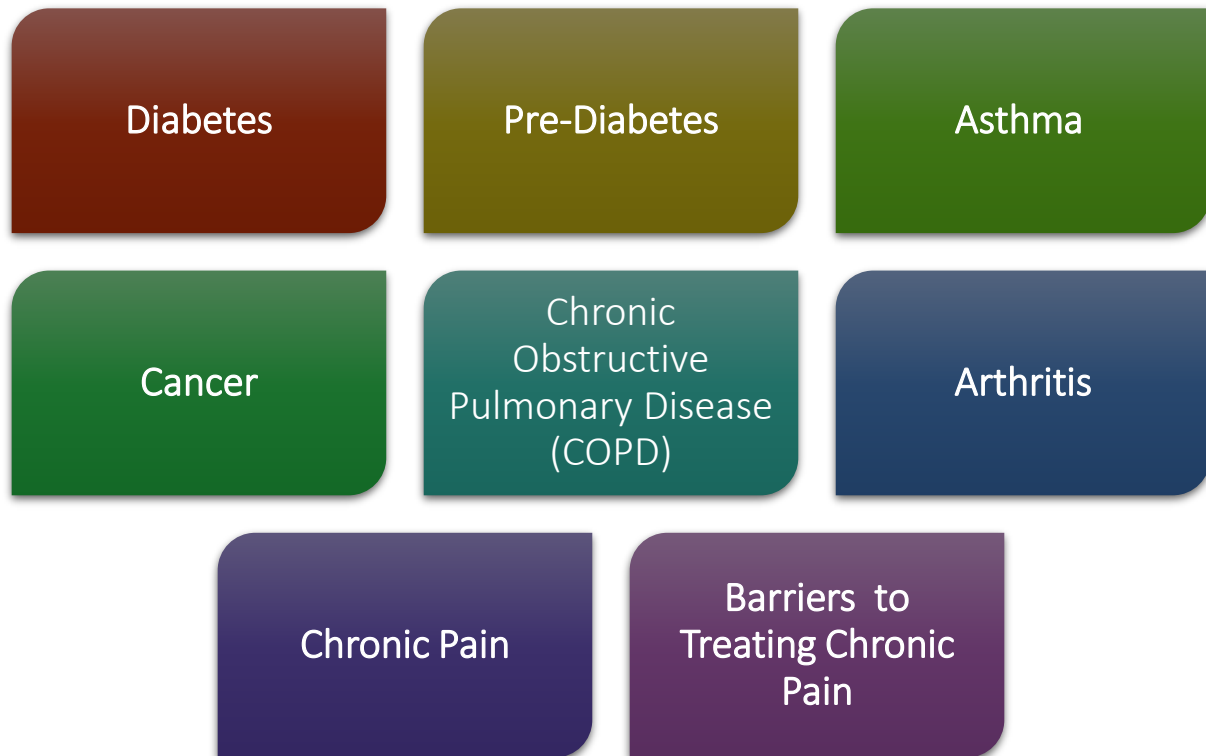 Diabetes
Pre-Diabetes
Asthma
Cancer
Chronic
Obstructive
Pulmonary Disease
(COPD)
Arthritis
Chronic Pain
Barriers  to
Treating Chronic
Pain